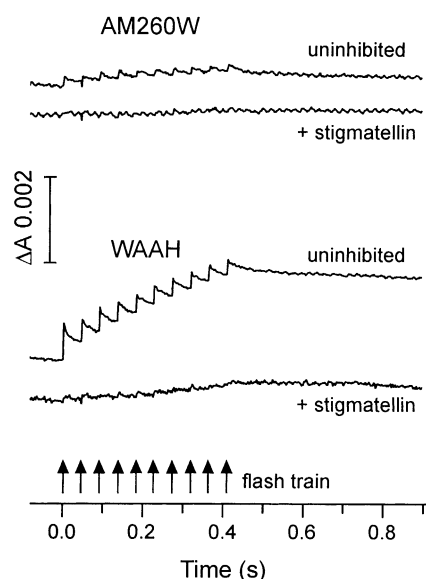 AM260W
uninhibited
+ stigmatellin
ΔA 0.002
WAAH
uninhibited
+ stigmatellin
flash train
0.0 0.2 0.4 0.6 0.8
Time (s)